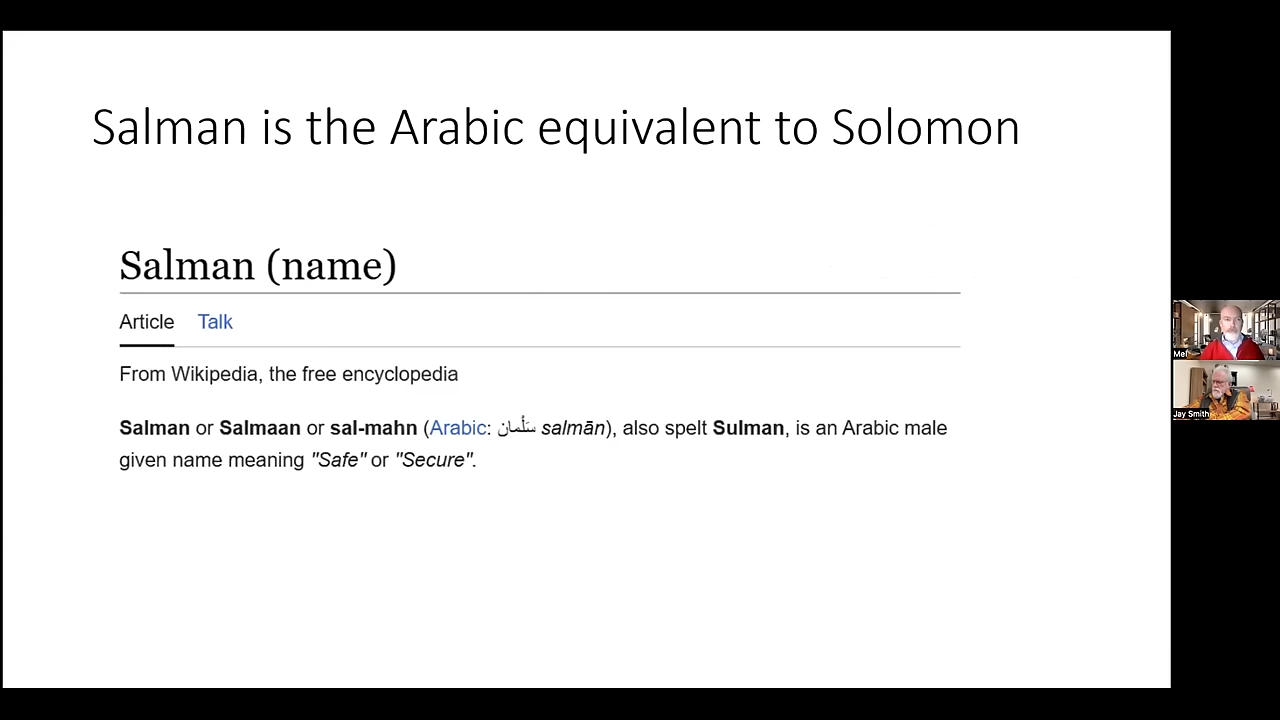 Salman is the Arabic equivalent to Solomon
Salman (name)
Article Talk
From Wikipedia, the free encyclopedia
Salman or Salmaan or sal-mahn (Arabic: سَلْمان salmān), also spelt Sulman, is an Arabic male
given name meaning "Safe" or "Secure".
Mel
Jay Smith